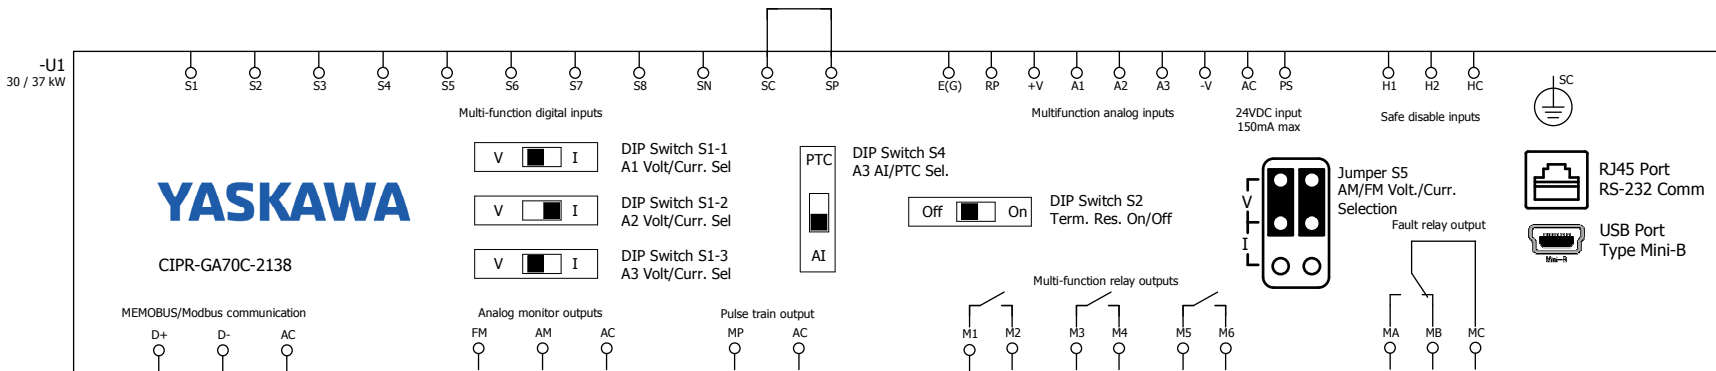 -U1
30 / 37 kW
S1 S2 S3 S4 S5 S6 S7 S8 SN SC SP E(G) RP +V A1 A2 A3 -V AC PS H1 H2 HC SC
Multi-function digital inputs
Multifunction analog inputs
24VDC input
150mA max
Safe disable inputs
V I
DIP Switch S1-1
A1 Volt/Curr. Sel
V I
DIP Switch S1-2
A2 Volt/Curr. Sel
V I
DIP Switch S1-3
A3 Volt/Curr. Sel
PTC
AI
DIP Switch S4
A3 AI/PTC Sel.
Off On
DIP Switch S2
Term. Res. On/Off
V
I
Jumper S5
AM/FM Volt./Curr.
Selection
Fault relay output
RJ45 Port
RS-232 Comm
Mini-B
USB Port
Type Mini-B
YASKAWA
CIPR-GA70C-2138
MEMOBUS/Modbus communication
Analog monitor outputs
Pulse train output
Multi-function relay outputs
D+ D- AC FM AM AC MP AC M1 M2 M3 M4 M5 M6 MA MB MC